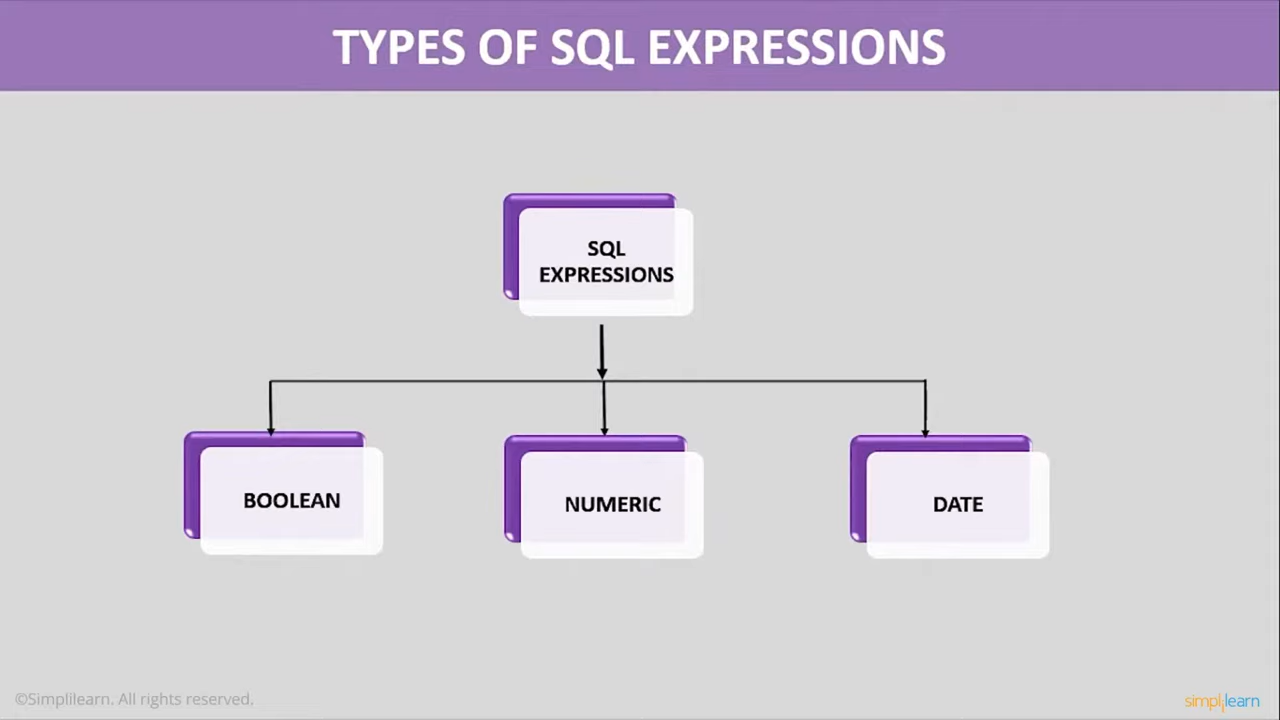 TYPES OF SQL EXPRESSIONS
SQL
EXPRESSIONS
BOOLEAN
NUMERIC
DATE
©Simplilearn. All rights reserved.
simplilearn